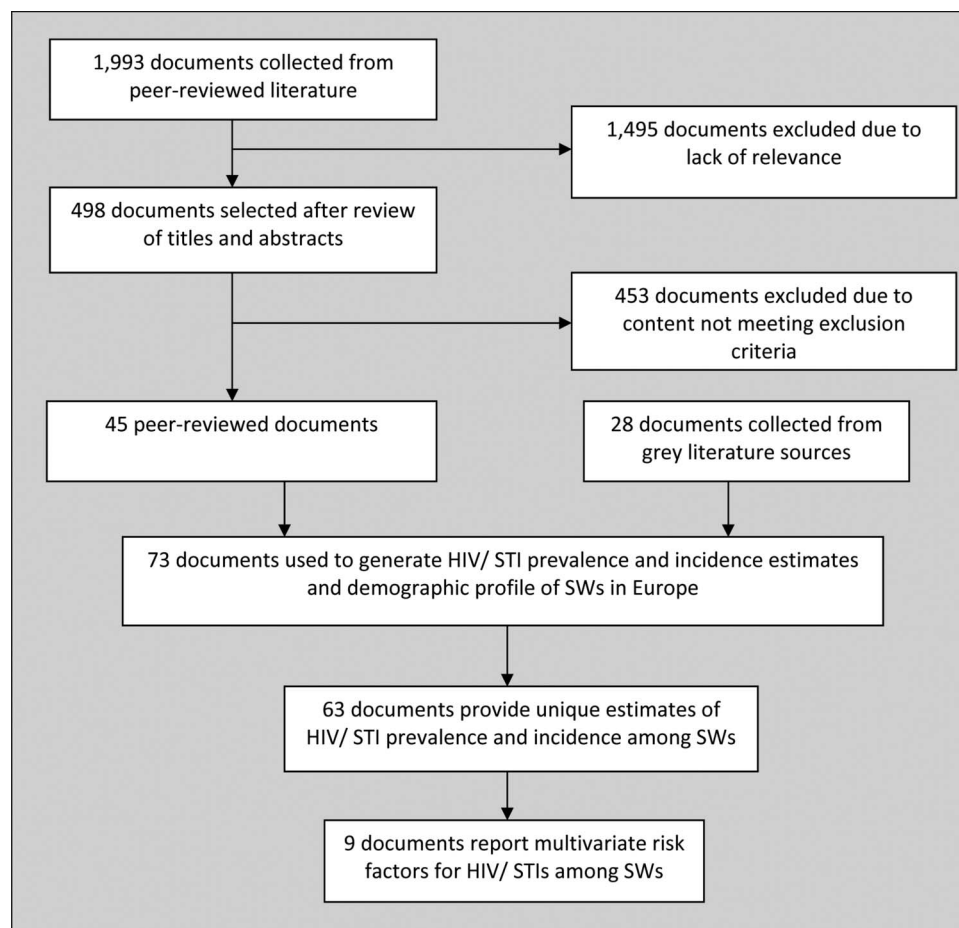 1,993 documents collected from
peer-reviewed literature
1,495 documents excluded due to
lack of relevance
498 documents selected after review
of titles and abstracts
453 documents excluded due to
content not meeting exclusion
criteria
45 peer-reviewed documents
28 documents collected from
grey literature sources
73 documents used to generate HIV/ STI prevalence and incidence estimates
and demographic profile of SWs in Europe
63 documents provide unique estimates of
HIV/ STI prevalence and incidence among SWs
9 documents report multivariate risk
factors for HIV/ STIs among SWs